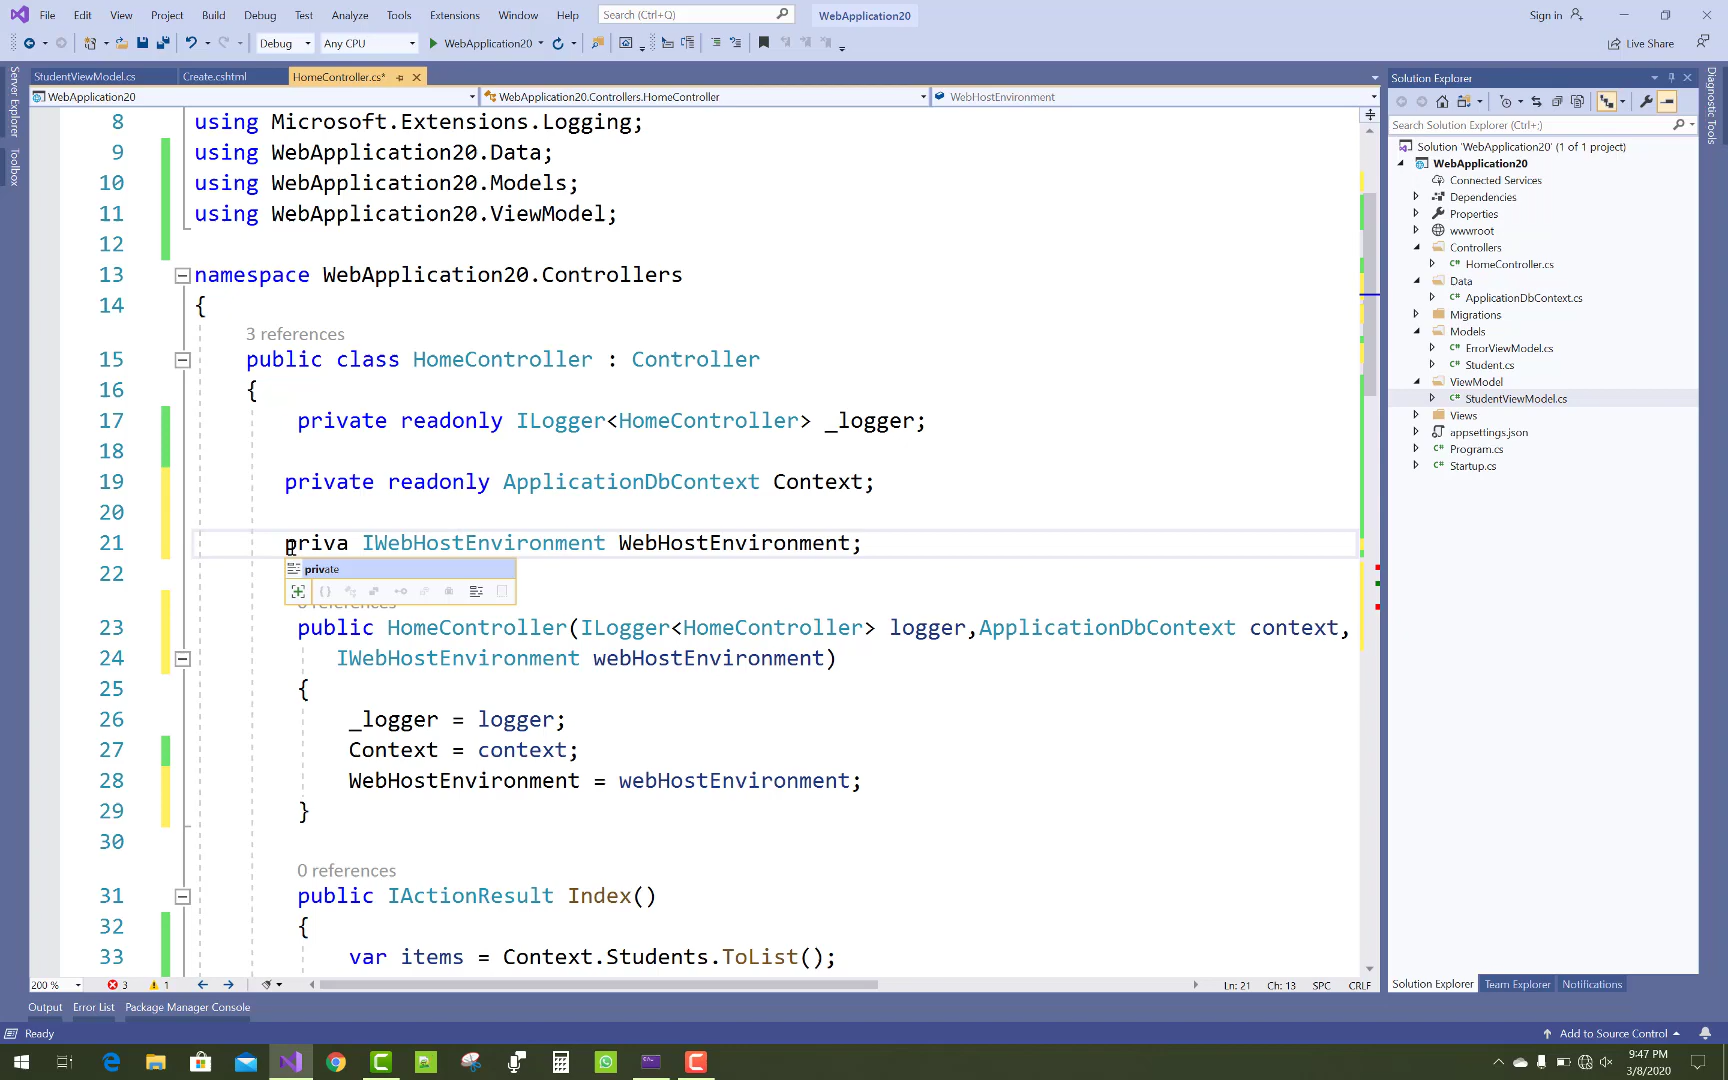 File Edit View Project Build Debug Test Analyze Tools Extensions Window Help Search (Ctrl+Q) WebApplication20 Sign in
Debug Any CPU WebApplication20 Live Share
Server Explorer
Toolbox
StudentViewModel.cs Create.cshtml HomeController.cs*
WebApplication20 WebApplication20.Controllers.HomeController WebHostEnvironment
8 using Microsoft.Extensions.Logging;
9 using WebApplication20.Data;
10 using WebApplication20.Models;
11 using WebApplication20.ViewModel;
12
13 namespace WebApplication20.Controllers
14 {
3 references
15 public class HomeController : Controller
16 {
17 private readonly ILogger<HomeController> _logger;
18
19 private readonly ApplicationDbContext Context;
20
21 priva IWebHostEnvironment WebHostEnvironment;
private
22
0 references
23 public HomeController(ILogger<HomeController> logger,ApplicationDbContext context,
24 IWebHostEnvironment webHostEnvironment)
25 {
26 _logger = logger;
27 Context = context;
28 WebHostEnvironment = webHostEnvironment;
29 }
30
0 references
31 public IActionResult Index()
32 {
33 var items = Context.Students.ToList();
200 % 3 1 Ln: 21 Ch: 13 SPC CRLF
Output Error List Package Manager Console
Ready
Solution Explorer
Search Solution Explorer (Ctrl+;)
Solution 'WebApplication20' (1 of 1 project)
WebApplication20
Connected Services
Dependencies
Properties
wwwroot
Controllers
C# HomeController.cs
Data
C# ApplicationDbContext.cs
Migrations
Models
C# ErrorViewModel.cs
C# Student.cs
ViewModel
C# StudentViewModel.cs
Views
appsettings.json
C# Program.cs
C# Startup.cs
Solution Explorer Team Explorer Notifications
Diagnostic Tools
Add to Source Control
9:47 PM
3/8/2020